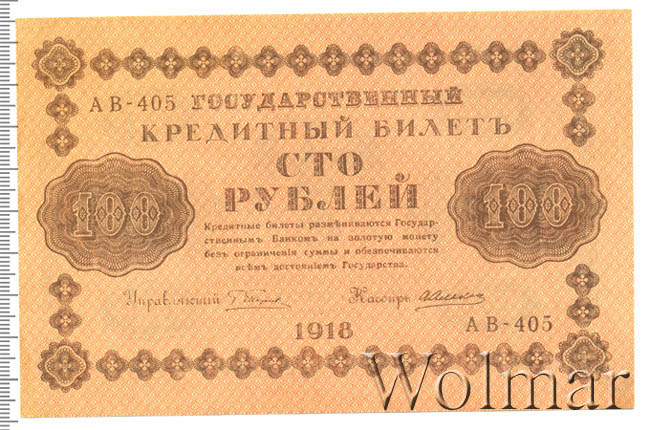 АВ-405 ГОСУДАРСТВЕННЫЙ
КРЕДИТНЫЙ БИЛЕТЪ
СТО
РУБЛЕЙ
100 100
Кредитные билеты размѣниваются Государ-
ственнымъ Банкомъ на золотую монету
безъ ограниченія суммы и обезпечиваются
всѣмъ достояніемъ Государства.
Управляющій Кассиръ
1918 АВ-405
Wolmar